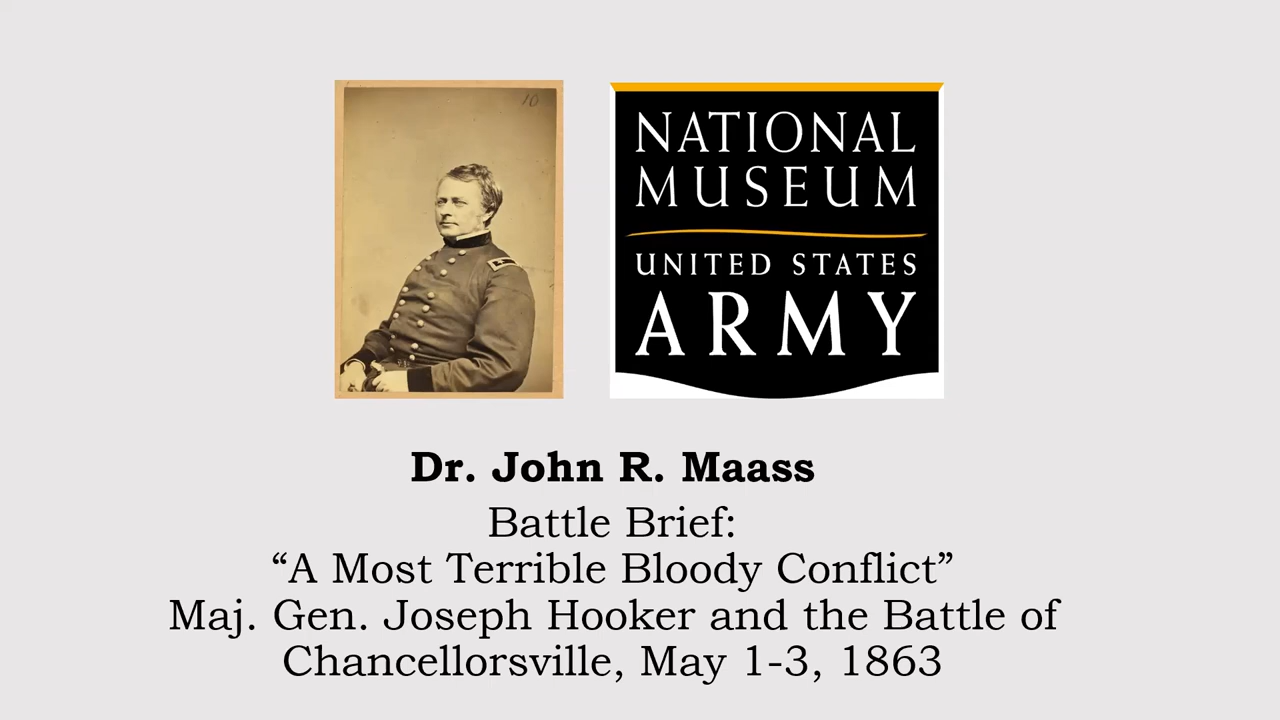 10
NATIONAL
MUSEUM
UNITED STATES
ARMY
Dr. John R. Maass
Battle Brief:
“A Most Terrible Bloody Conflict”
Maj. Gen. Joseph Hooker and the Battle of
Chancellorsville, May 1-3, 1863